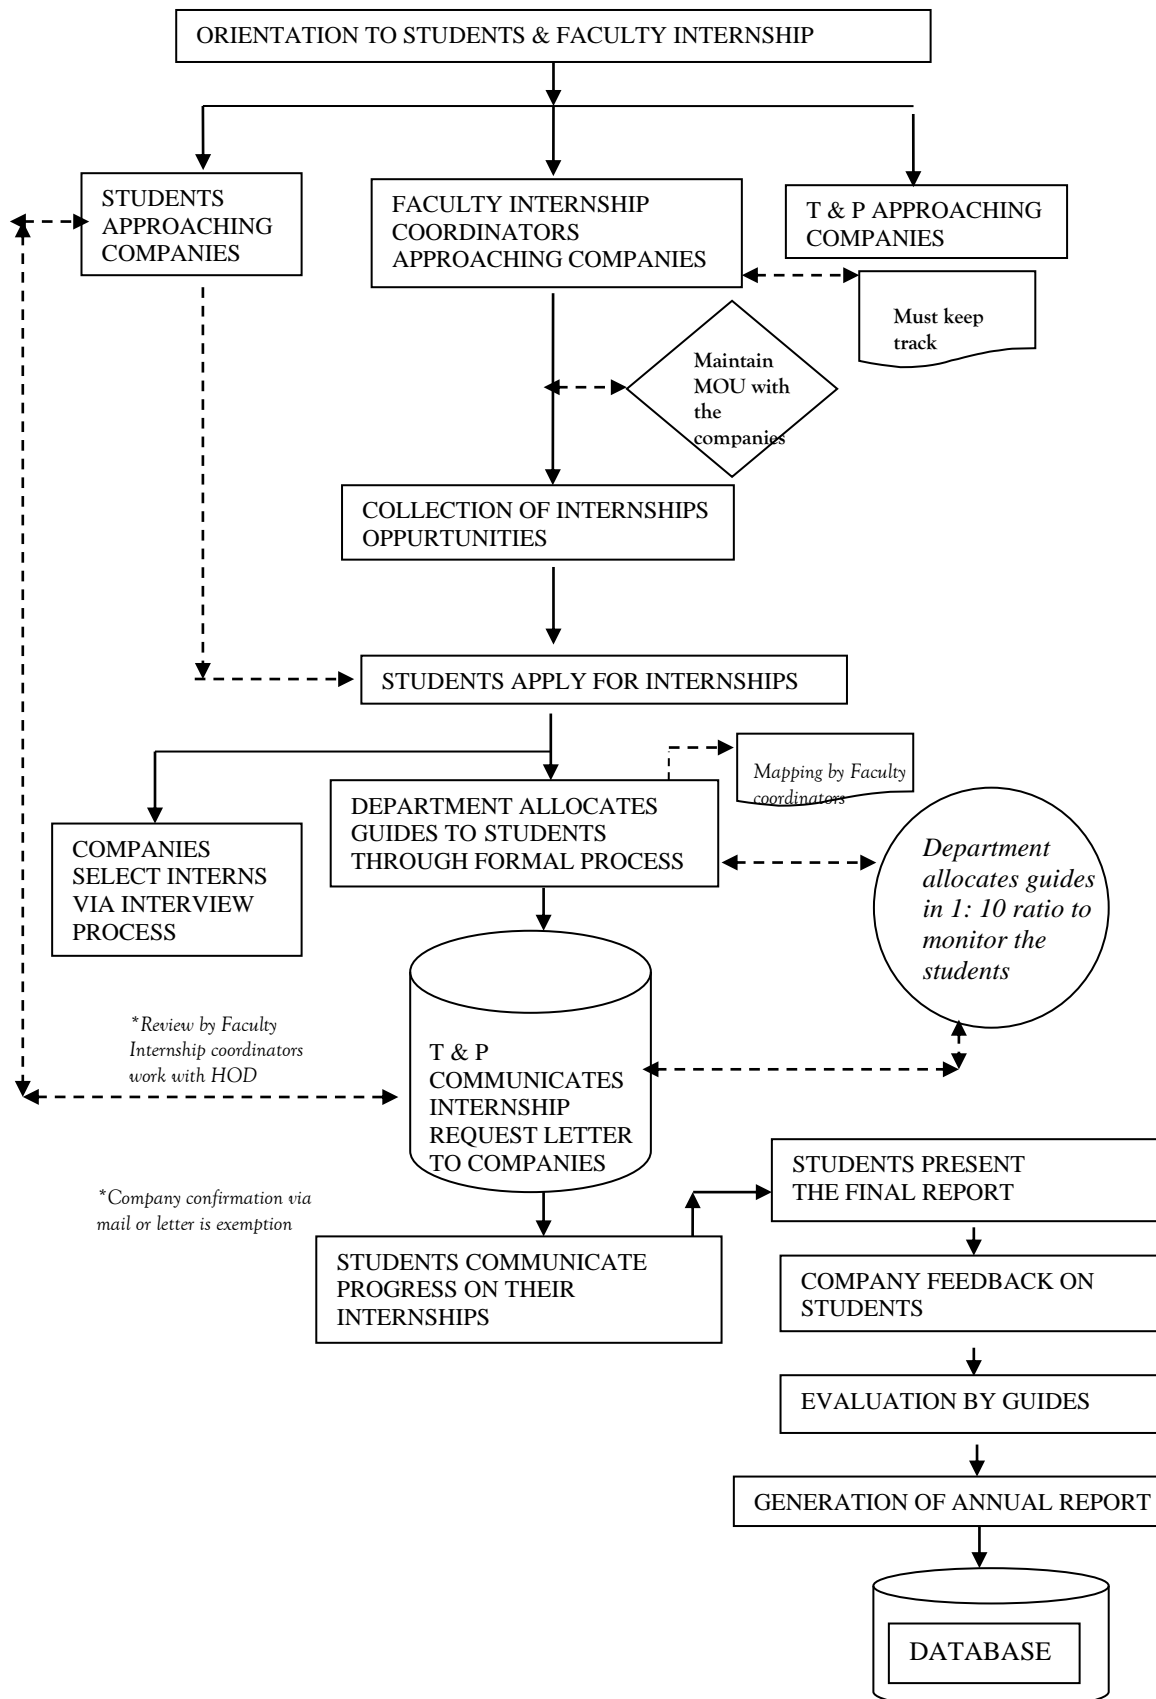 ORIENTATION TO STUDENTS & FACULTY INTERNSHIP
STUDENTS
APPROACHING
COMPANIES
FACULTY INTERNSHIP
COORDINATORS
APPROACHING COMPANIES
T & P APPROACHING
COMPANIES
Must keep
track
Maintain
MOU with
the
companies
COLLECTION OF INTERNSHIPS
OPPURTUNITIES
STUDENTS APPLY FOR INTERNSHIPS
Mapping by Faculty
coordinators
DEPARTMENT ALLOCATES
GUIDES TO STUDENTS
THROUGH FORMAL PROCESS
COMPANIES
SELECT INTERNS
VIA INTERVIEW
PROCESS
Department
allocates guides
in 1: 10 ratio to
monitor the
students
*Review by Faculty
Internship coordinators
work with HOD
T & P
COMMUNICATES
INTERNSHIP
REQUEST LETTER
TO COMPANIES
*Company confirmation via
mail or letter is exemption
STUDENTS PRESENT
THE FINAL REPORT
STUDENTS COMMUNICATE
PROGRESS ON THEIR
INTERNSHIPS
COMPANY FEEDBACK ON
STUDENTS
EVALUATION BY GUIDES
GENERATION OF ANNUAL REPORT
DATABASE